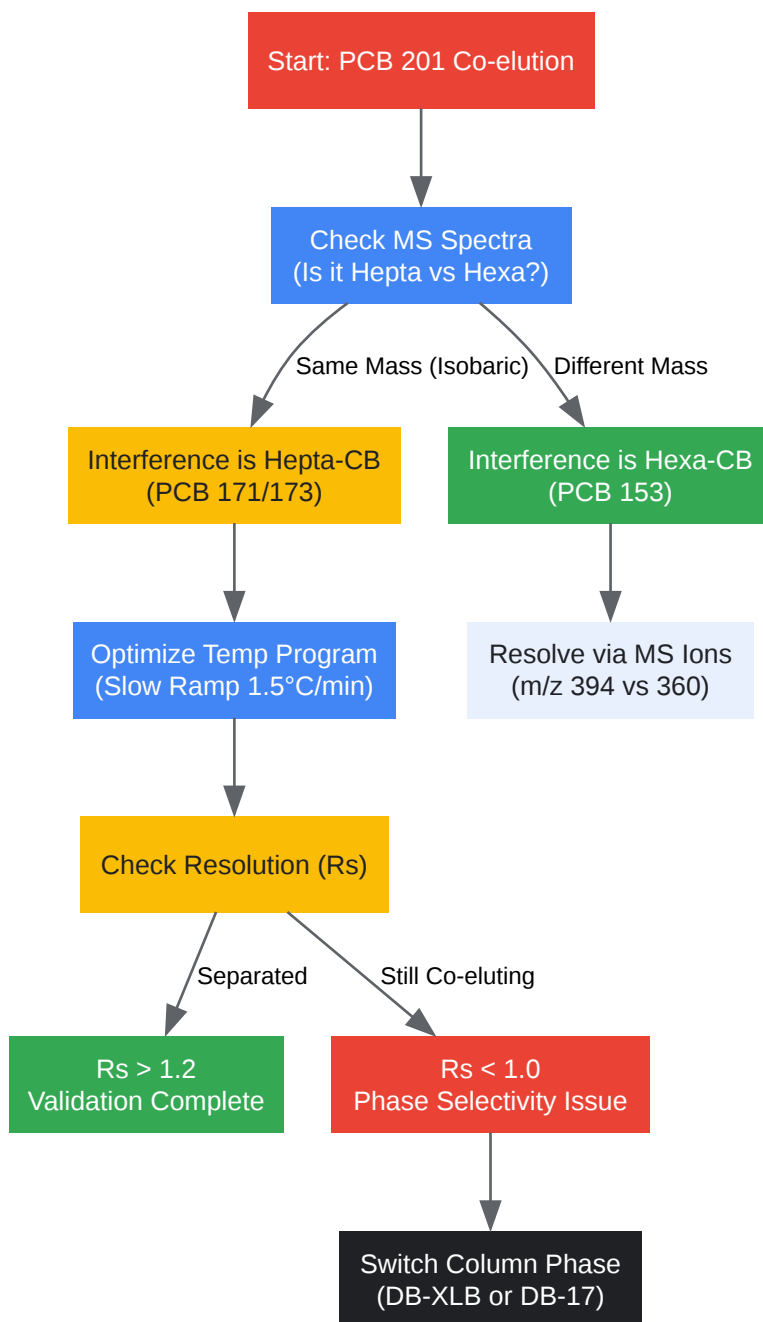 Start: PCB 201 Co-elution
Check MS Spectra
(Is it Hepta vs Hexa?)
Same Mass (Isobaric)
Different Mass
Interference is Hepta-CB
(PCB 171/173)
Interference is Hexa-CB
(PCB 153)
Optimize Temp Program
(Slow Ramp 1.5°C/min)
Resolve via MS Ions
(m/z 394 vs 360)
Check Resolution (Rs)
Separated
Still Co-eluting
Rs > 1.2
Validation Complete
Rs < 1.0
Phase Selectivity Issue
Switch Column Phase
(DB-XLB or DB-17)